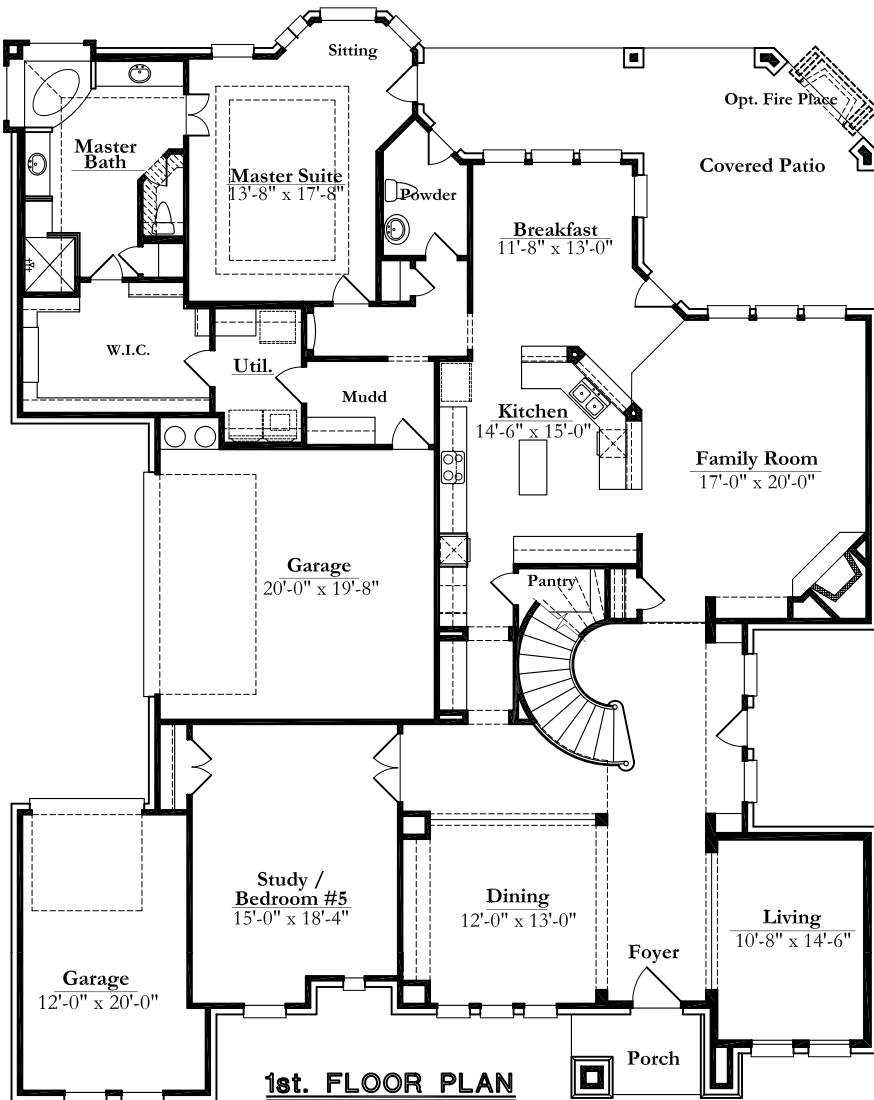 Sitting
Opt. Fire Place
Master
Bath
Master Suite
13'-8" x 17'-8"
Powder
Covered Patio
Breakfast
11'-8" x 13'-0"
W.I.C.
Util.
Mudd
Kitchen
14'-6" x 15'-0"
Family Room
17'-0" x 20'-0"
Garage
20'-0" x 19'-8"
Pantry
Study /
Bedroom #5
15'-0" x 18'-4"
Dining
12'-0" x 13'-0"
Living
10'-8" x 14'-6"
Foyer
Garage
12'-0" x 20'-0"
Porch
1st. FLOOR PLAN